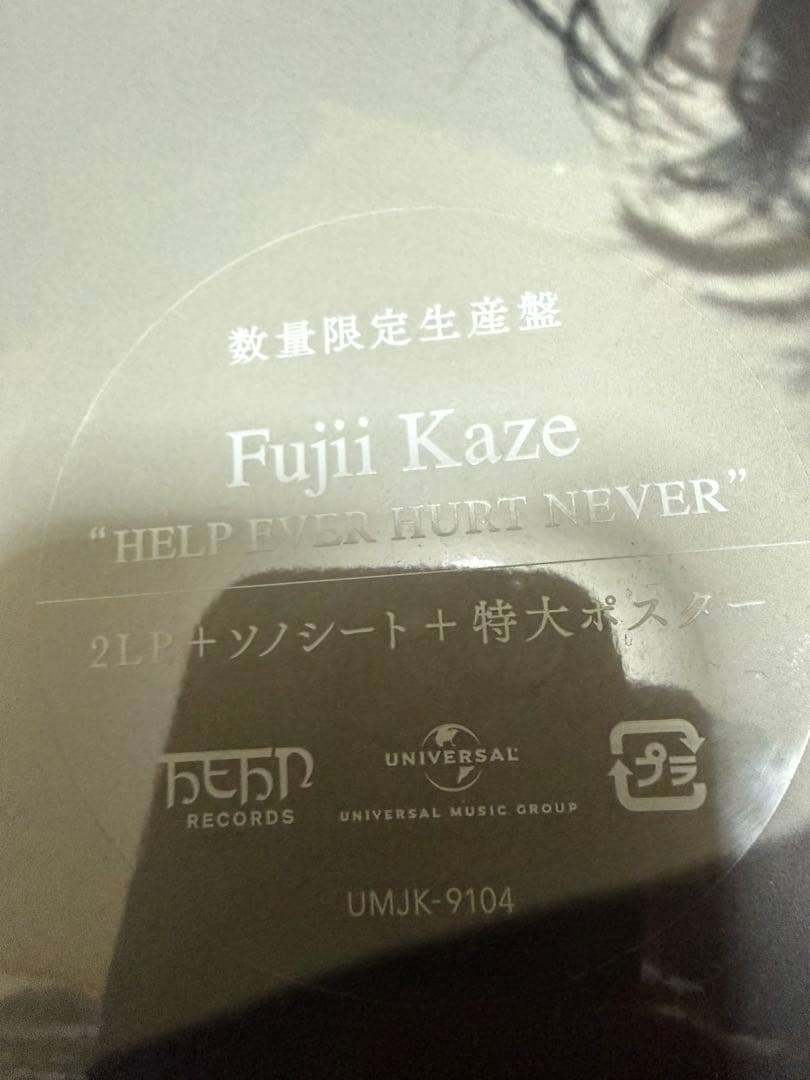 数量限定生産盤
Fujii Kaze
“HELP EVER HURT NEVER”
2LP+ソノシート+特大ポスター
HEHN RECORDS
UNIVERSAL
UNIVERSAL MUSIC GROUP
プラ
UMJK-9104